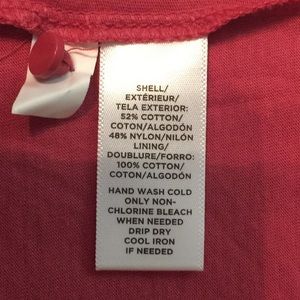 SHELL/
EXTÉRIEUR/
TELA EXTERIOR:
52% COTTON/
COTON/ALGODÓN
48% NYLON/NILÓN
LINING/
DOUBLURE/FORRO:
100% COTTON/
COTON/ALGODÓN
HAND WASH COLD
ONLY NON-
CHLORINE BLEACH
WHEN NEEDED
DRIP DRY
COOL IRON
IF NEEDED